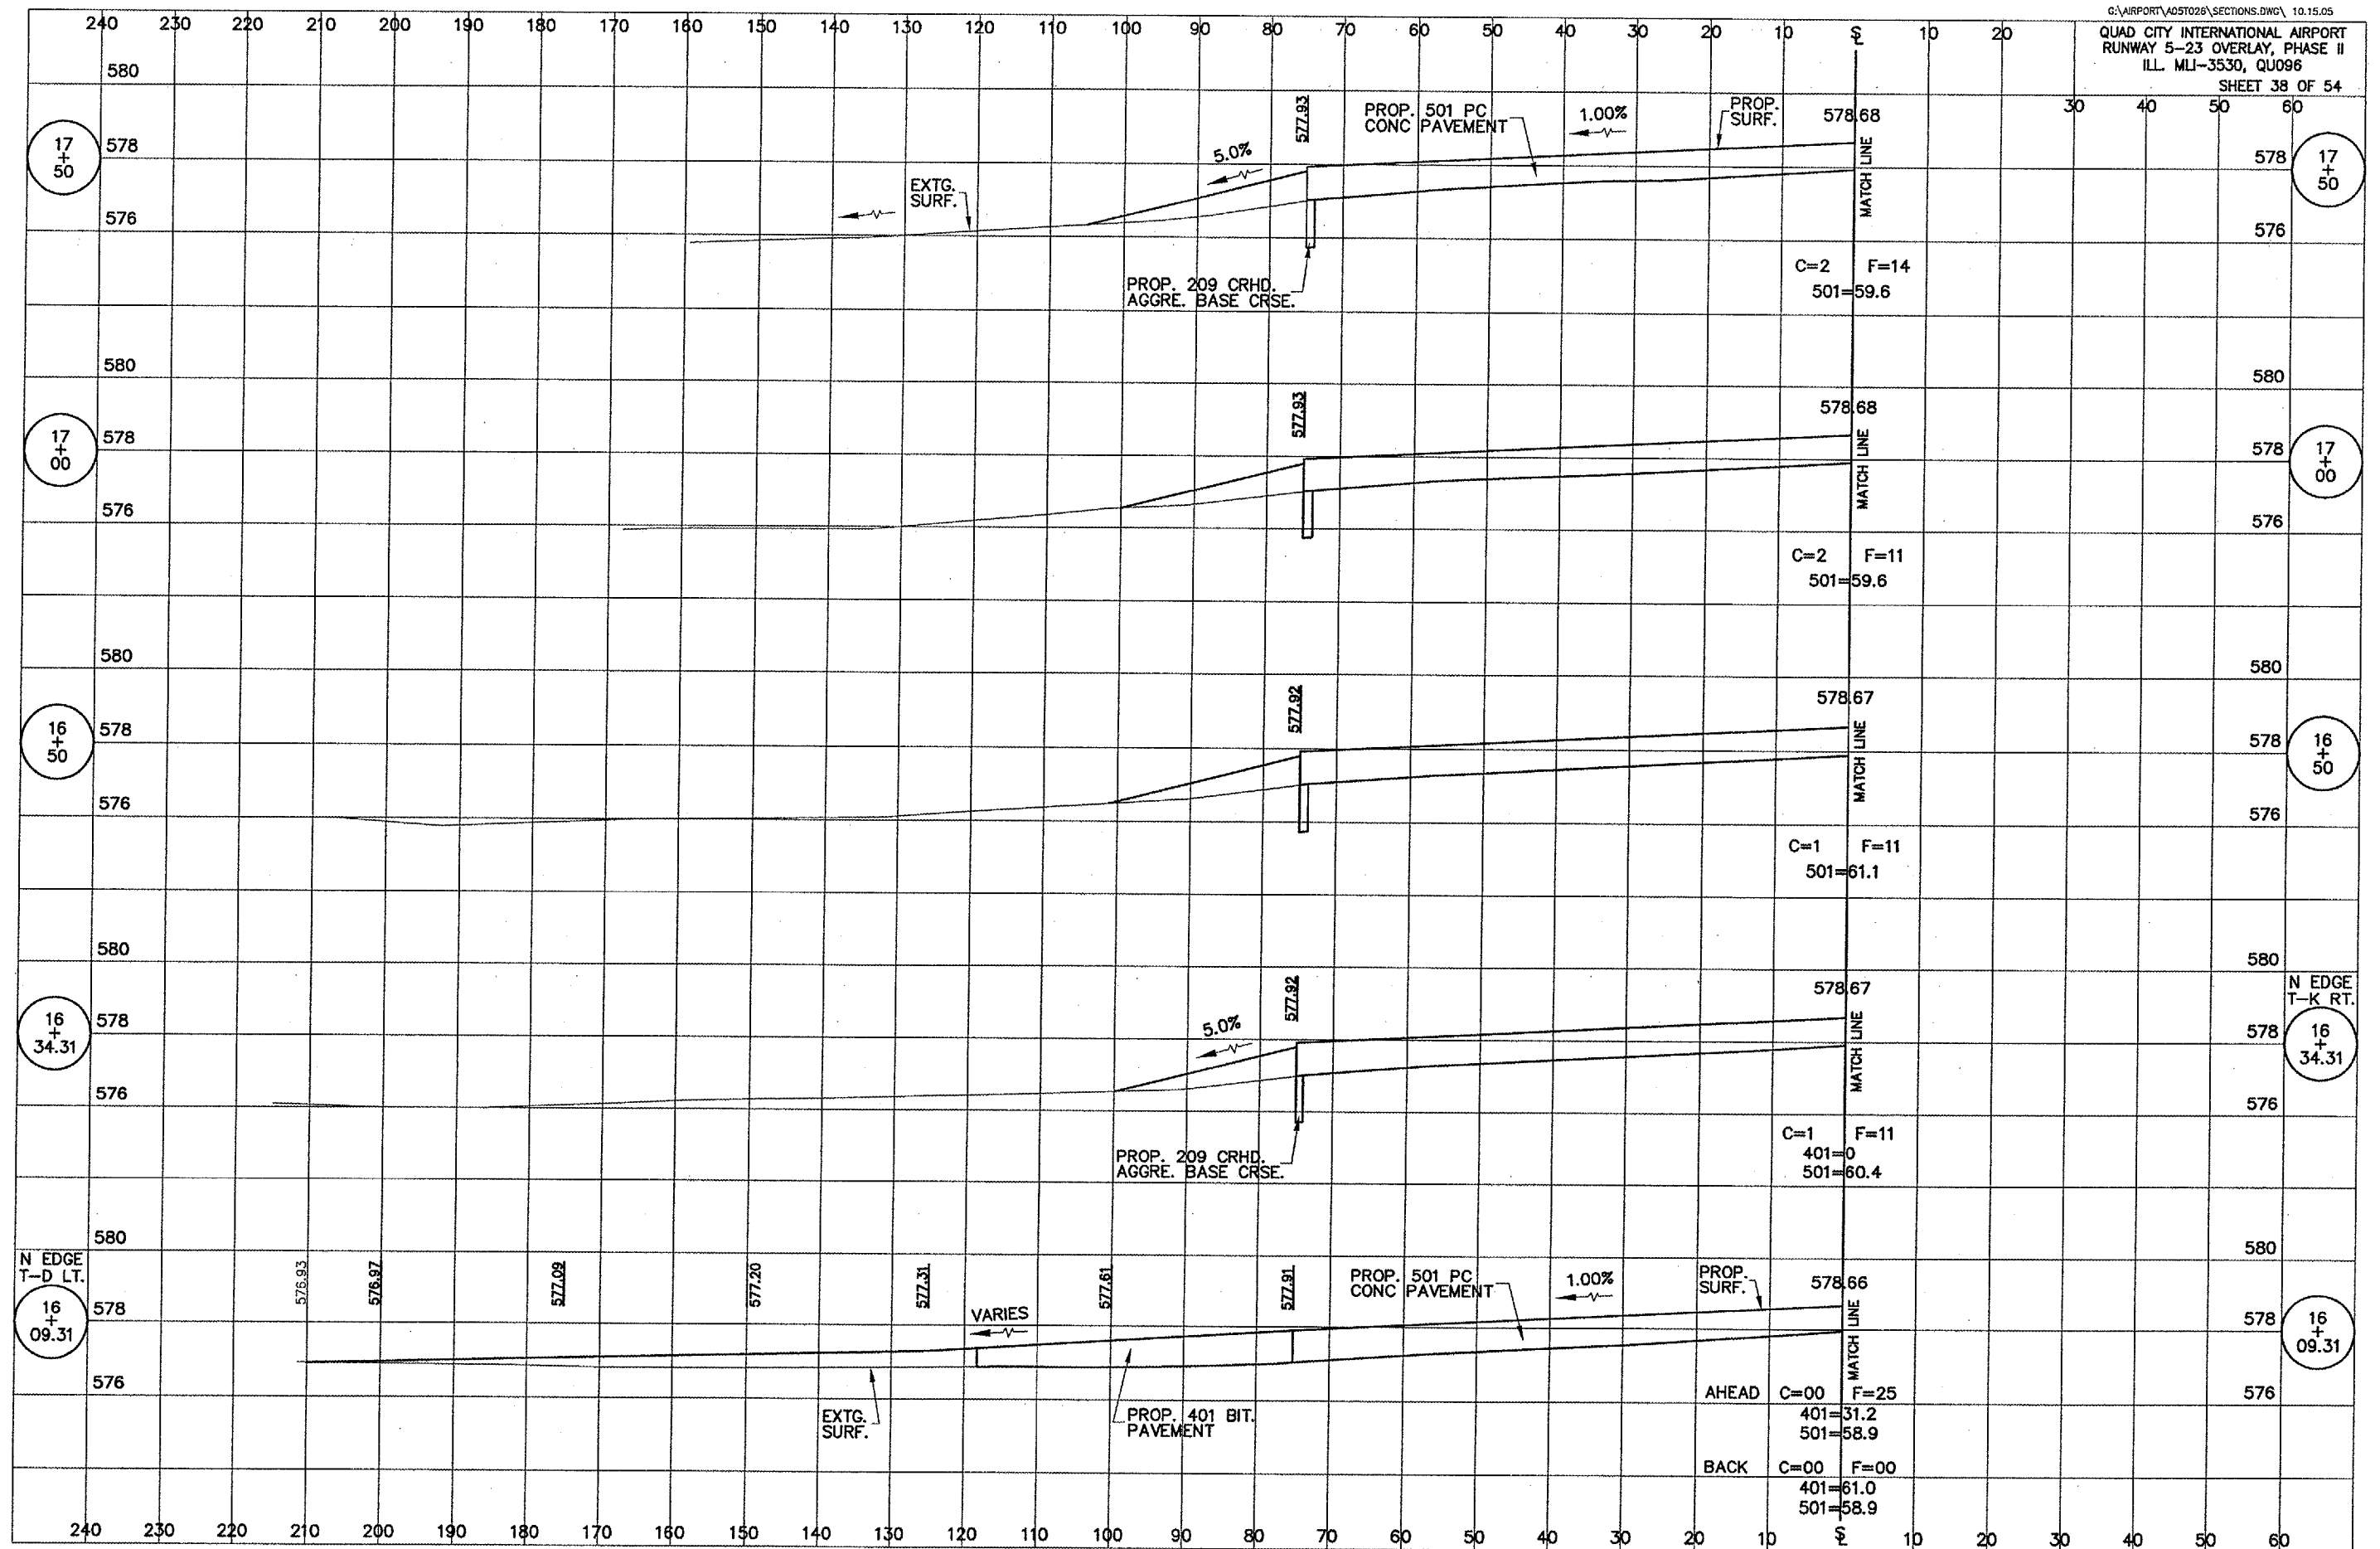 G:\AIRPORT\A05T026\SECTIONS.DWG\ 10.15.05
QUAD CITY INTERNATIONAL AIRPORT
RUNWAY 5-23 OVERLAY, PHASE II
ILL. MLI-3530, QU096
SHEET 38 OF 54
240 230 220 210 200 190 180 170 160 150 140 130 120 110 100 90 80 70 60 50 40 30 20 10 ℄ 10 20
30 40 50 60
580
17
+
50
578
576
577.93
PROP. 501 PC
CONC PAVEMENT
1.00%
PROP.
SURF.
578.68
5.0%
EXTG.
SURF.
MATCH LINE
PROP. 209 CRHD.
AGGRE. BASE CRSE.
C=2 F=14
501=59.6
578
17
+
50
576
580
17
+
00
578
576
577.93
578.68
MATCH LINE
C=2 F=11
501=59.6
580
578
17
+
00
576
580
16
+
50
578
576
577.92
578.67
MATCH LINE
C=1 F=11
501=61.1
580
578
16
+
50
576
580
16
+
34.31
578
576
5.0%
577.92
578.67
MATCH LINE
PROP. 209 CRHD.
AGGRE. BASE CRSE.
C=1 F=11
401=0
501=60.4
580
N EDGE
T-K RT.
578
16
+
34.31
576
580
N EDGE
T-D LT.
16
+
09.31
578
576
576.93
576.97
577.09
577.20
577.31
577.61
577.91
VARIES
PROP. 501 PC
CONC PAVEMENT
1.00%
PROP.
SURF.
578.66
MATCH LINE
EXTG.
SURF.
PROP. 401 BIT.
PAVEMENT
AHEAD C=00 F=25
401=31.2
501=58.9
BACK C=00 F=00
401=61.0
501=58.9
580
578
16
+
09.31
576
240 230 220 210 200 190 180 170 160 150 140 130 120 110 100 90 80 70 60 50 40 30 20 10 ℄ 10 20 30 40 50 60